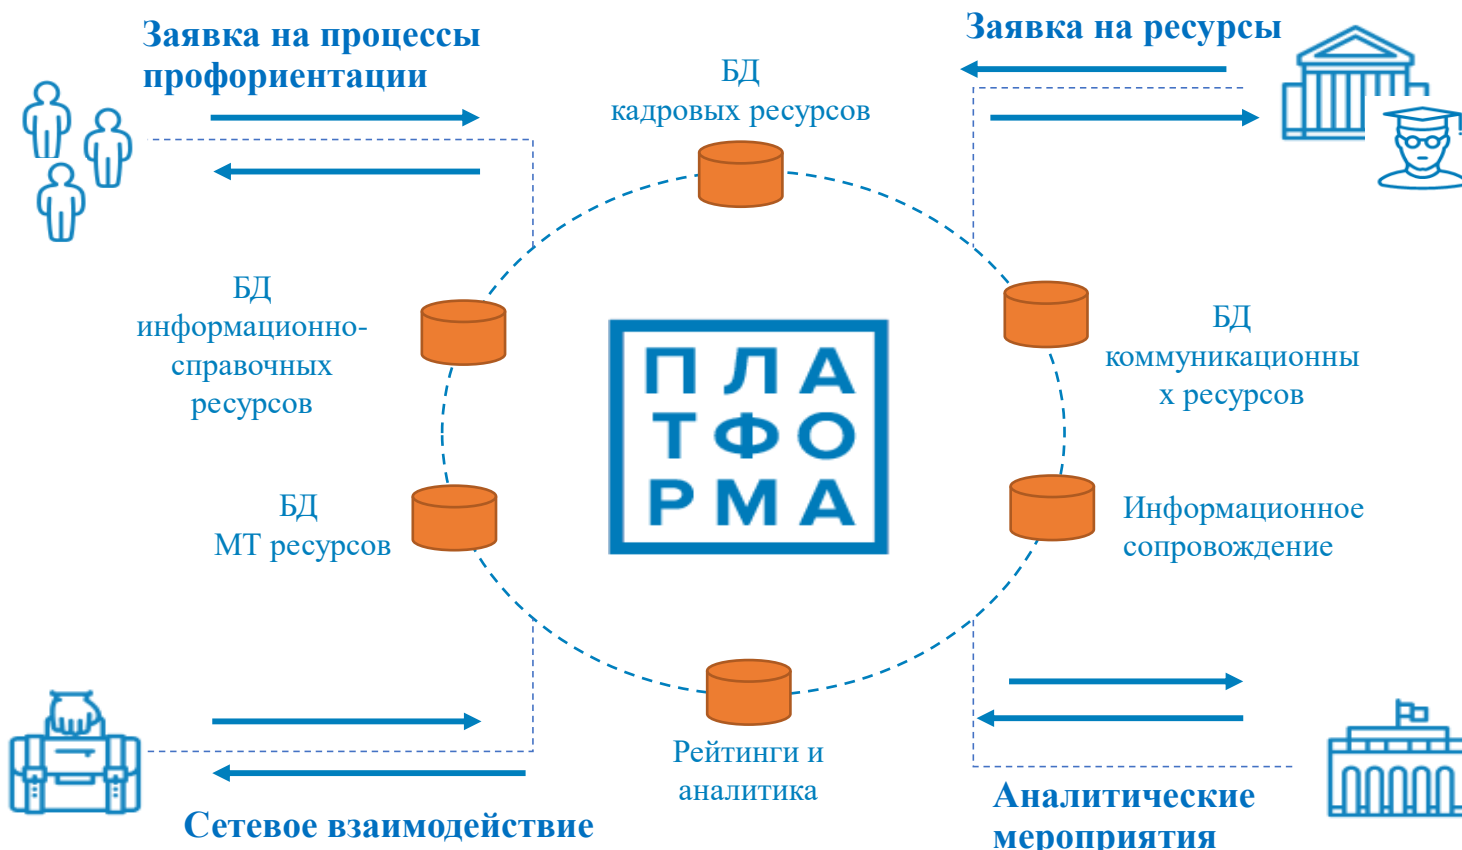 Заявка на процессы
профориентации
БД
кадровых ресурсов
Заявка на ресурсы
БД
информационно-
справочных
ресурсов
БД
коммуникационны
х ресурсов
ПЛА
ТФО
РМА
БД
МТ ресурсов
Информационное
сопровождение
Рейтинги и
аналитика
Сетевое взаимодействие
Аналитические
мероприятия